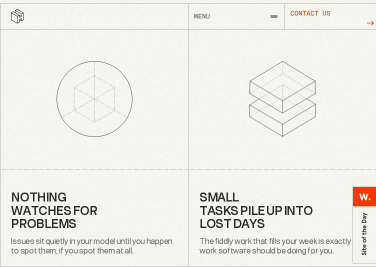 MENU
CONTACT US
→
NOTHING
WATCHES FOR
PROBLEMS
Issues sit quietly in your model until you happen
to spot them, if you spot them at all.
SMALL
TASKS PILE UP INTO
LOST DAYS
The fiddly work that fills your week is exactly
work software should be doing for you.
W.
Site of the Day